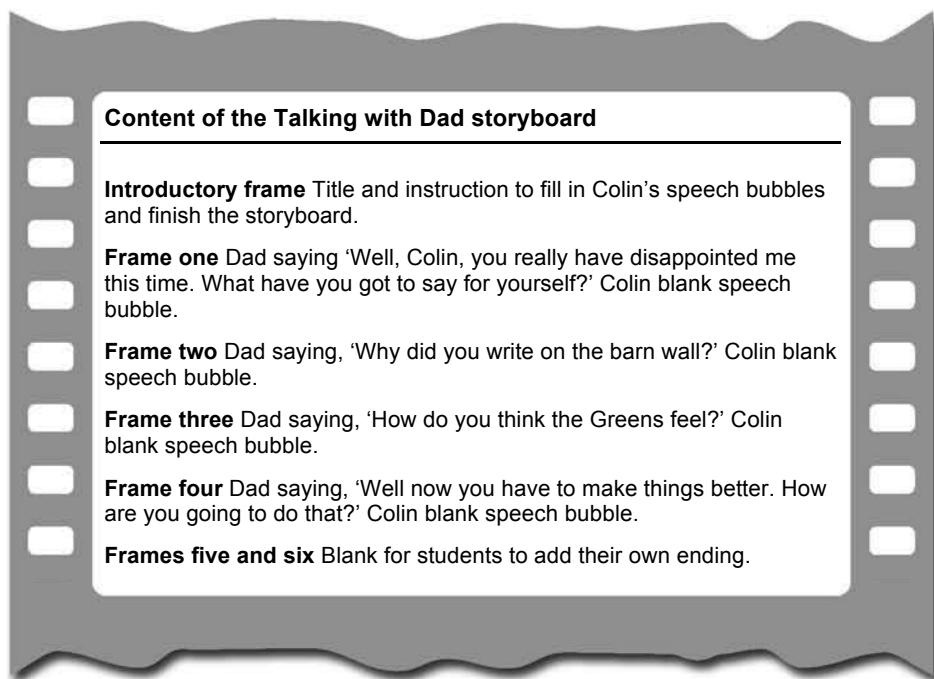 Content of the Talking with Dad storyboard
Introductory frame Title and instruction to fill in Colin’s speech bubbles
and finish the storyboard.
Frame one Dad saying ‘Well, Colin, you really have disappointed me
this time. What have you got to say for yourself?’ Colin blank speech
bubble.
Frame two Dad saying, ‘Why did you write on the barn wall?’ Colin blank
speech bubble.
Frame three Dad saying, ‘How do you think the Greens feel?’ Colin
blank speech bubble.
Frame four Dad saying, ‘Well now you have to make things better. How
are you going to do that?’ Colin blank speech bubble.
Frames five and six Blank for students to add their own ending.